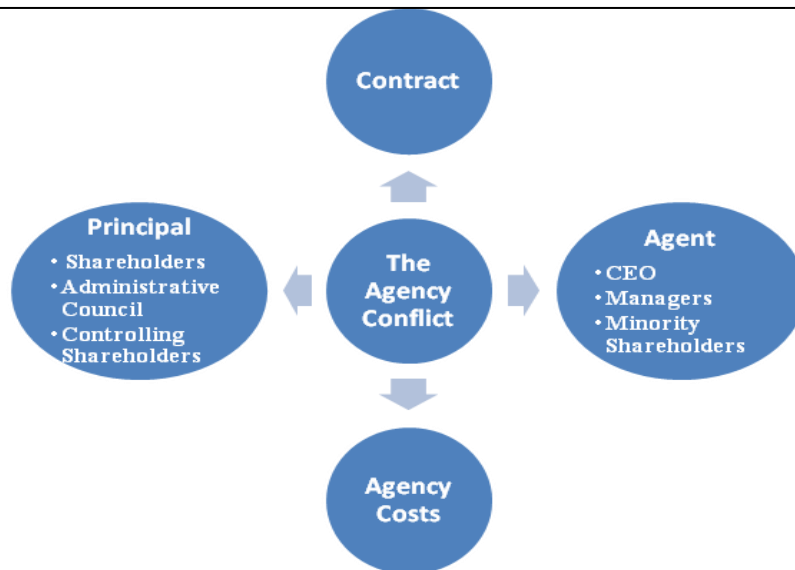 Contract
Principal
• Shareholders
• Administrative
Council
• Controlling
Shareholders
The
Agency
Conflict
Agent
• CEO
• Managers
• Minority
Shareholders
Agency
Costs